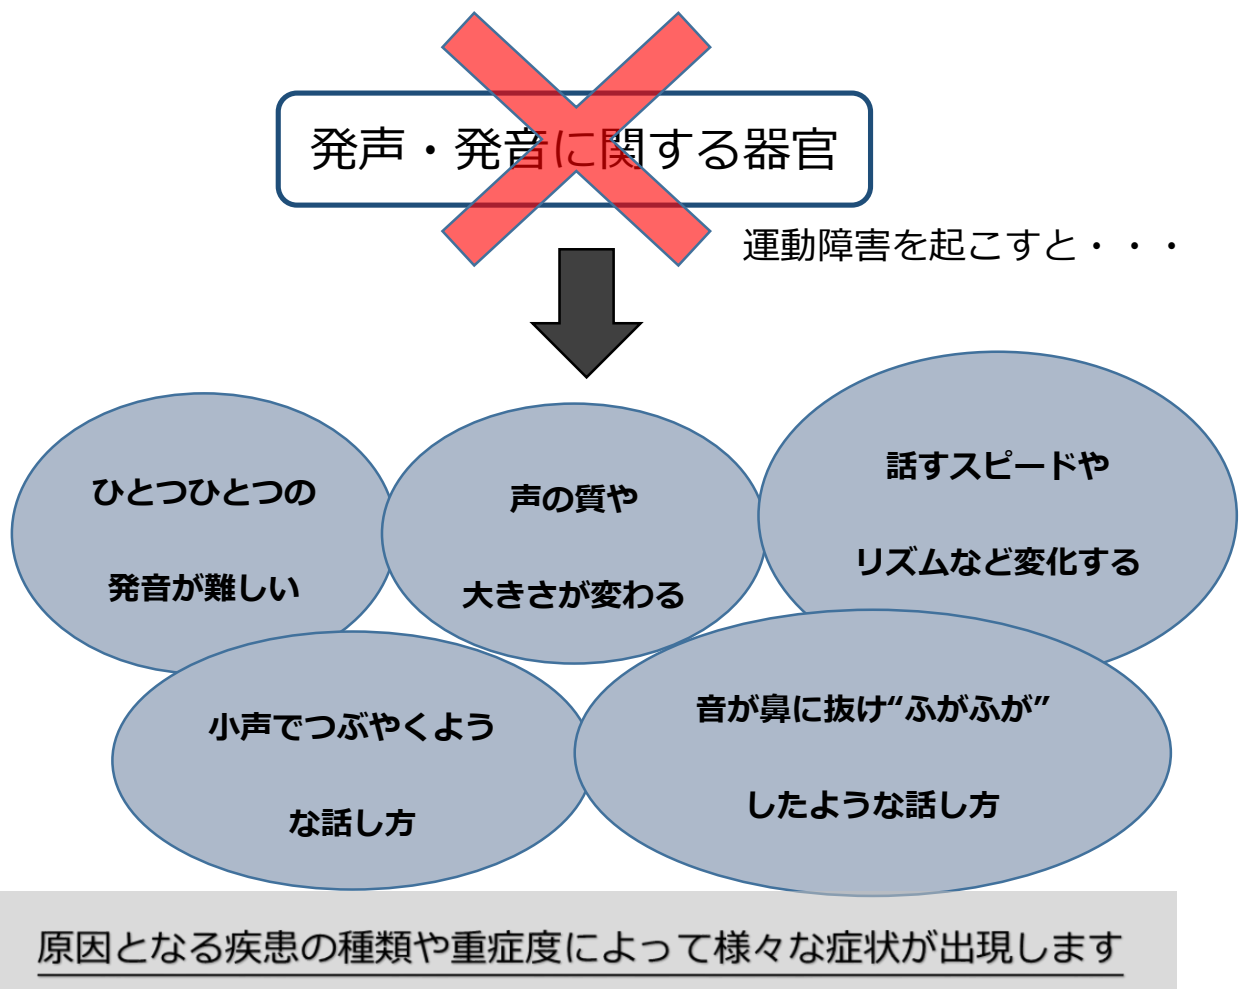 発声・発音に関する器官
運動障害を起こすと・・・
ひとつひとつの
発音が難しい
声の質や
大きさが変わる
話すスピードや
リズムなど変化する
小声でつぶやくよう
な話し方
音が鼻に抜け“ふがふが”
したような話し方
原因となる疾患の種類や重症度によって様々な症状が出現します